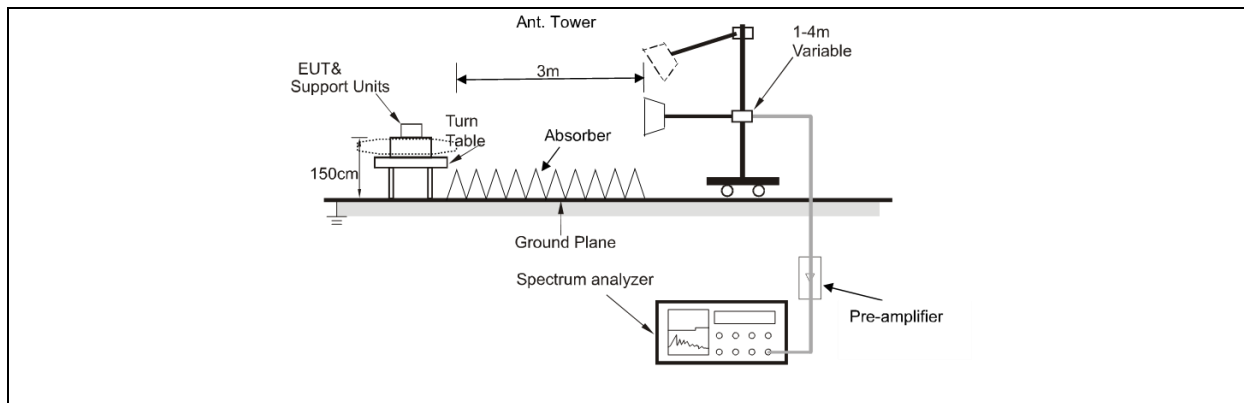 Ant. Tower
1-4m
Variable
3m
EUT&
Support Units
Turn
Table
Absorber
150cm
Ground Plane
Spectrum analyzer
Pre-amplifier